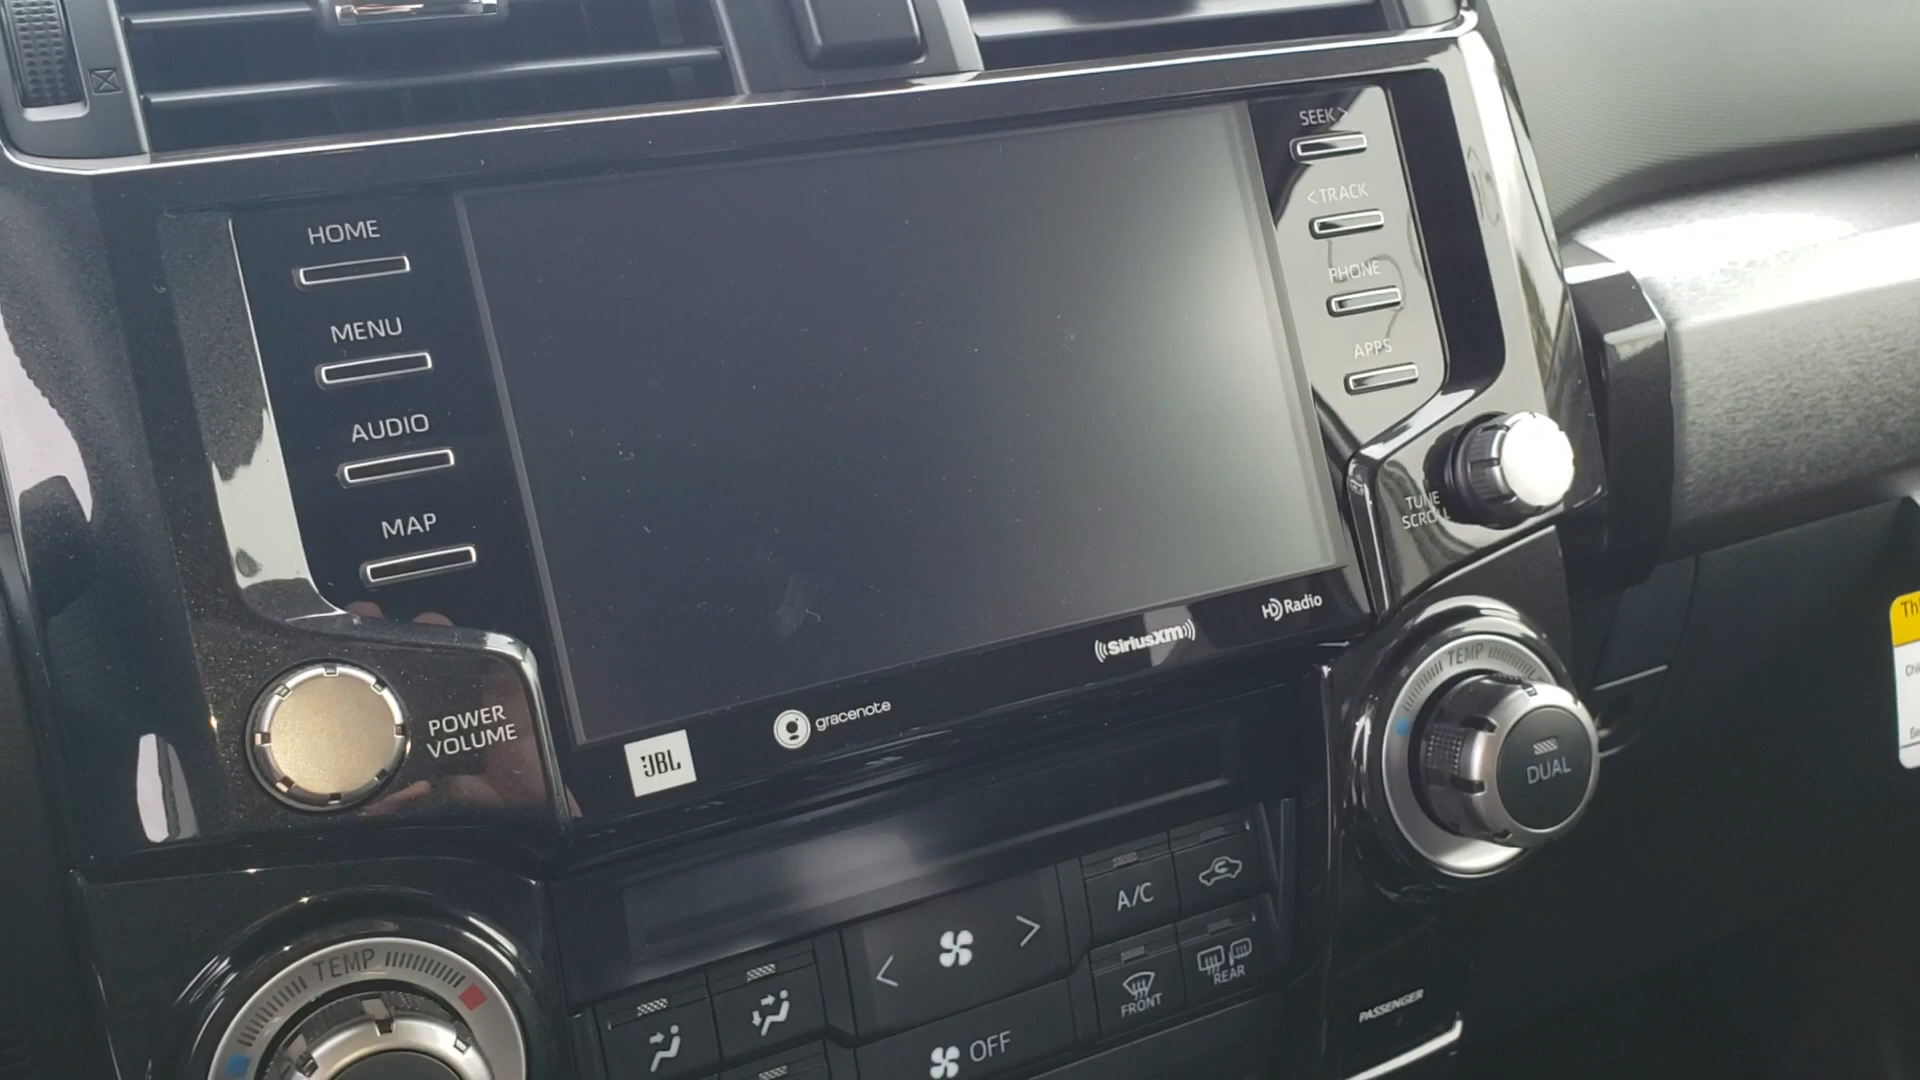 HOME
MENU
AUDIO
MAP
POWER
VOLUME
SEEK >
< TRACK
PHONE
APPS
TUNE
SCROLL
JBL
gracenote
((SiriusXM))
HD Radio
TEMP
DUAL
TEMP
< >
A/C
FRONT
REAR
OFF
PASSENGER